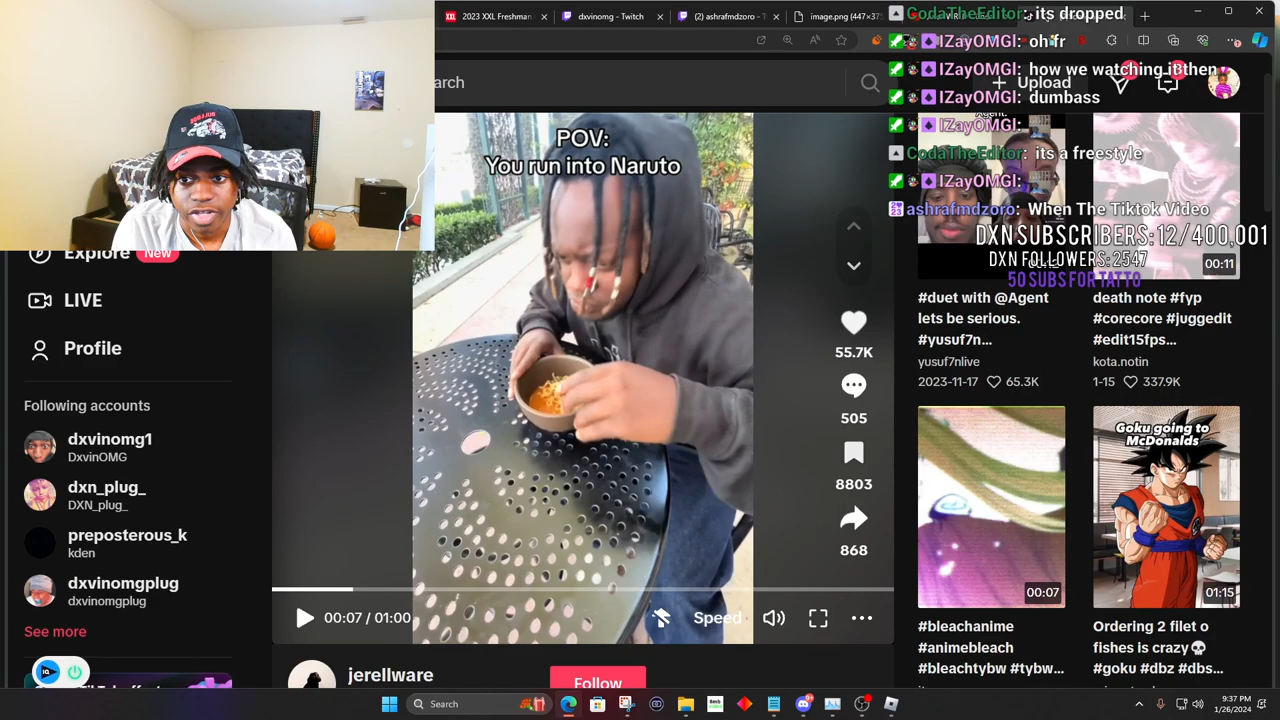 2023 XXL Freshman
dxvinomg - Twitch
(2) ashrafmdzoro - T
image.png (447×37
CodaTheEditor: its dropped
IZayOMGl: oh fr
IZayOMGl: how we watching it then
IZayOMGl: dumbass
IZayOMGl:
CodaTheEditor: its a freestyle
IZayOMGl:
ashrafmdzoro: When The Tiktok Video
DXN SUBSCRIBERS: 12/400,001
DXN FOLLOWERS: 2547
50 SUBS FOR TATTO
arch
Upload
POV:
You run into Naruto
Explore New
LIVE
Profile
Following accounts
dxvinomg1
DxvinOMG
dxn_plug_
DXN_plug_
preposterous_k
kden
dxvinomgplug
dxvinomgplug
See more
55.7K
505
8803
868
00:07 / 01:00
Speed
jerellware
Follow
00:11
#duet with @Agent
lets be serious.
#yusuf7n...
yusuf7nlive
2023-11-17 65.3K
death note #fyp
#corecore #juggedit
#edit15fps...
kota.notin
1-15 337.9K
00:07
Goku going to
McDonalds
01:15
#bleachanime
#animebleach
#bleachtybw #tybw...
Ordering 2 filet o
fishes is crazy💀
#goku #dbz #dbs...
Search
9:37 PM
1/26/2024